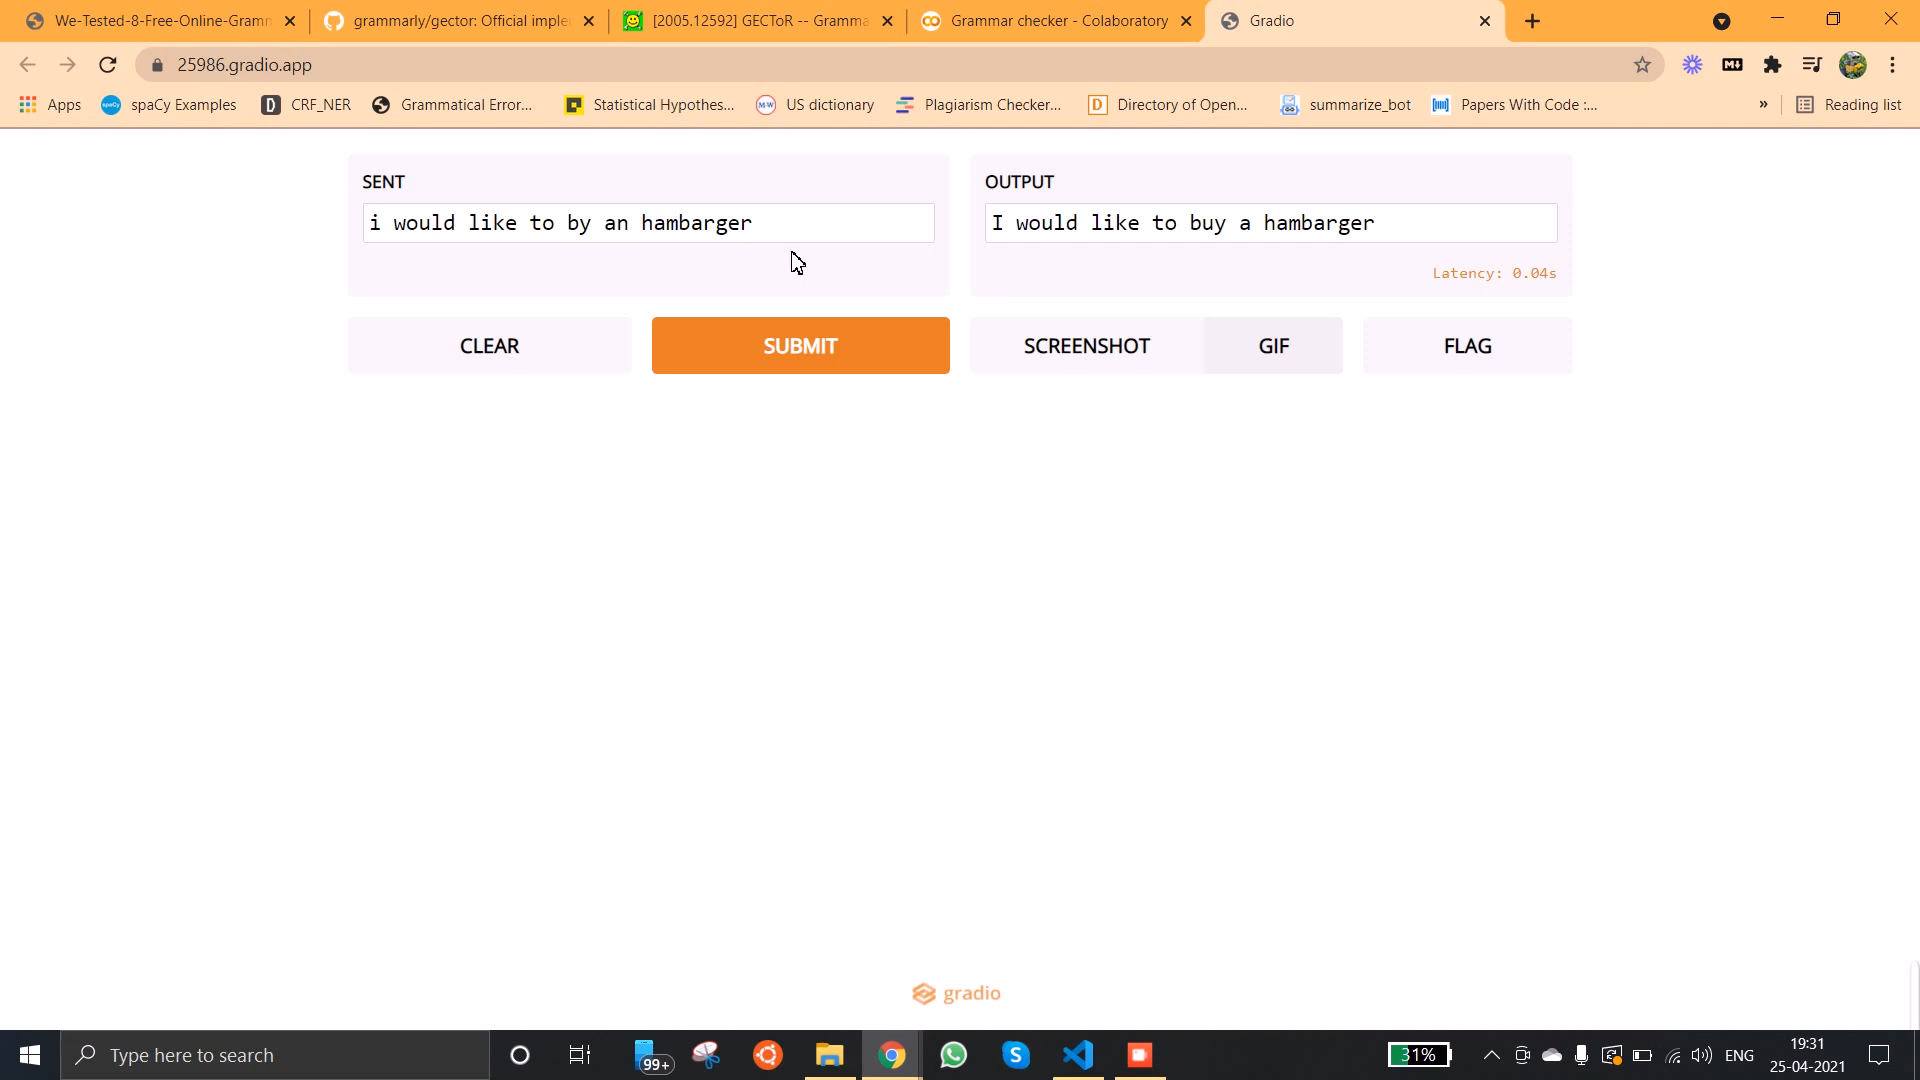 We-Tested-8-Free-Online-Gramm
grammarly/gector: Official imple
[2005.12592] GECToR -- Gramma
Grammar checker - Colaboratory
Gradio
25986.gradio.app
Apps
spaCy Examples
CRF_NER
Grammatical Error...
Statistical Hypothes...
US dictionary
Plagiarism Checker...
Directory of Open...
summarize_bot
Papers With Code :...
»
Reading list
SENT
i would like to by an hambarger
OUTPUT
I would like to buy a hambarger
Latency: 0.04s
CLEAR
SUBMIT
SCREENSHOT
GIF
FLAG
gradio
Type here to search
99+
31%
ENG
19:31
25-04-2021